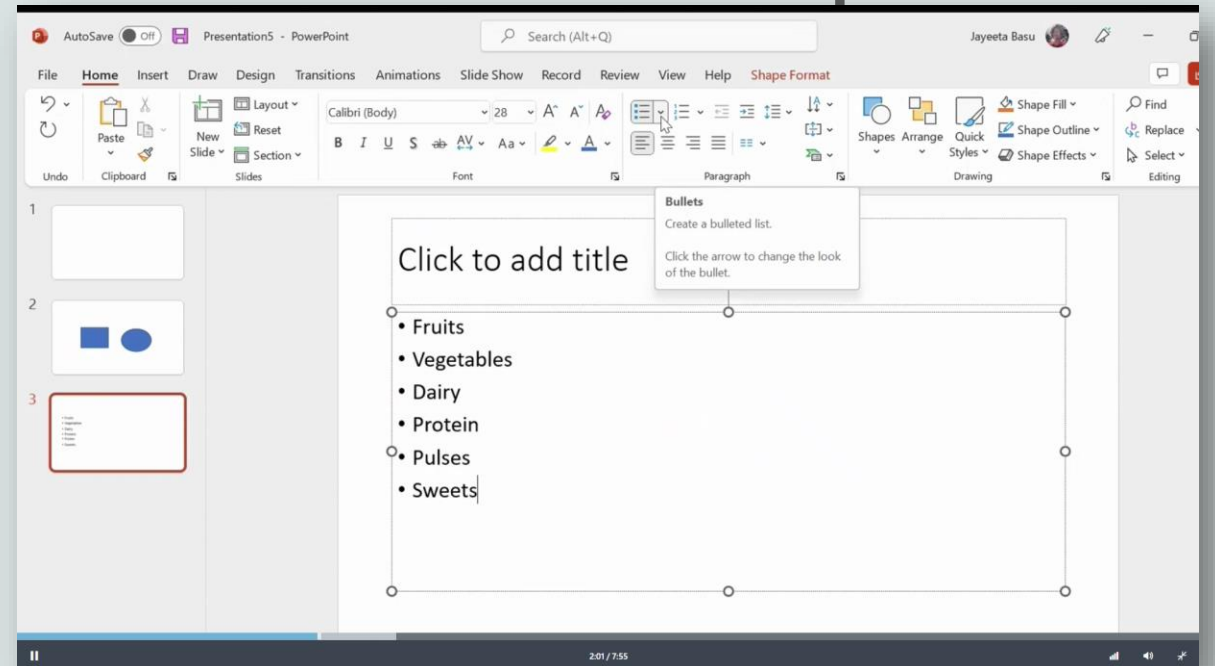 AutoSave Off Presentation5 - PowerPoint Search (Alt+Q) Jayeeta Basu
File Home Insert Draw Design Transitions Animations Slide Show Record Review View Help Shape Format
Layout Calibri (Body) 28 Shape Fill Find
Paste New Slide Reset Shapes Arrange Quick Styles Shape Outline Replace
Section B I U S ab AV Aa A Shape Effects Select
Undo Clipboard Slides Font Paragraph Drawing Editing
Bullets
Create a bulleted list.
Click the arrow to change the look
of the bullet.
1
2
3
Click to add title
• Fruits
• Vegetables
• Dairy
• Protein
• Pulses
• Sweets
2:01 / 7:55